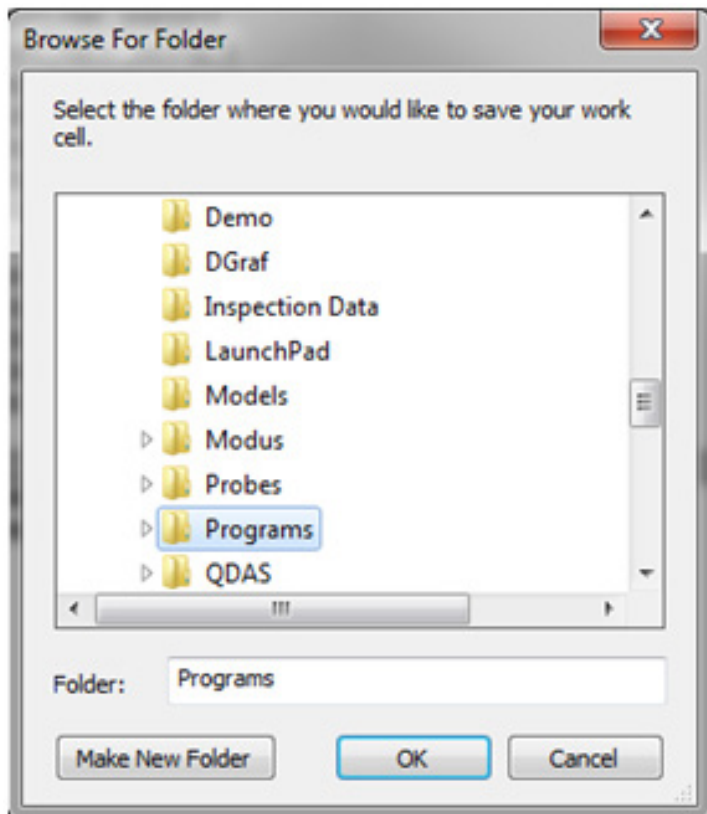 Browse For Folder
Select the folder where you would like to save your work
cell.
Demo
DGraf
Inspection Data
LaunchPad
Models
Modus
Probes
Programs
QDAS
Folder: Programs
Make New Folder OK Cancel